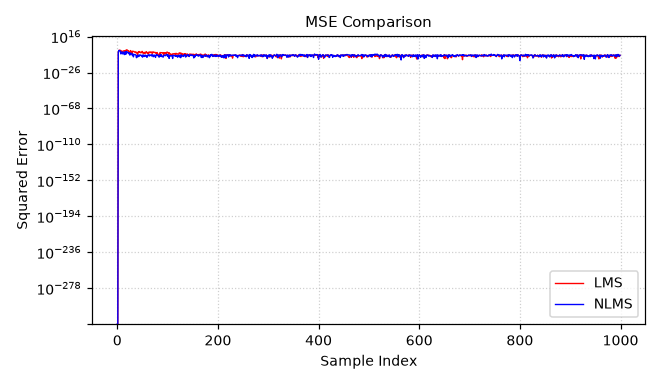 MSE Comparison
10^16
10^−26
10^−68
10^−110
10^−152
10^−194
10^−236
10^−278
Squared Error
0 200 400 600 800 1000
Sample Index
LMS
NLMS